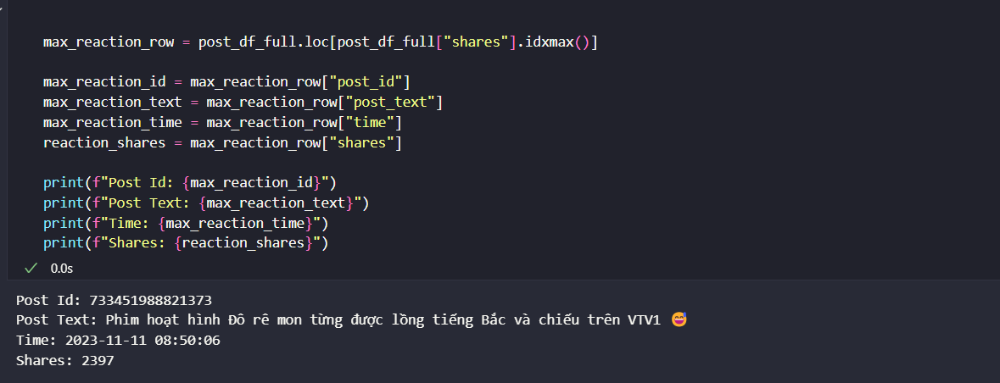 max_reaction_row = post_df_full.loc[post_df_full["shares"].idxmax()]
max_reaction_id = max_reaction_row["post_id"]
max_reaction_text = max_reaction_row["post_text"]
max_reaction_time = max_reaction_row["time"]
reaction_shares = max_reaction_row["shares"]
print(f"Post Id: {max_reaction_id}")
print(f"Post Text: {max_reaction_text}")
print(f"Time: {max_reaction_time}")
print(f"Shares: {reaction_shares}")
0.0s
Post Id: 733451988821373
Post Text: Phim hoạt hình Đô rê mon từng được lồng tiếng Bắc và chiếu trên VTV1 😅
Time: 2023-11-11 08:50:06
Shares: 2397